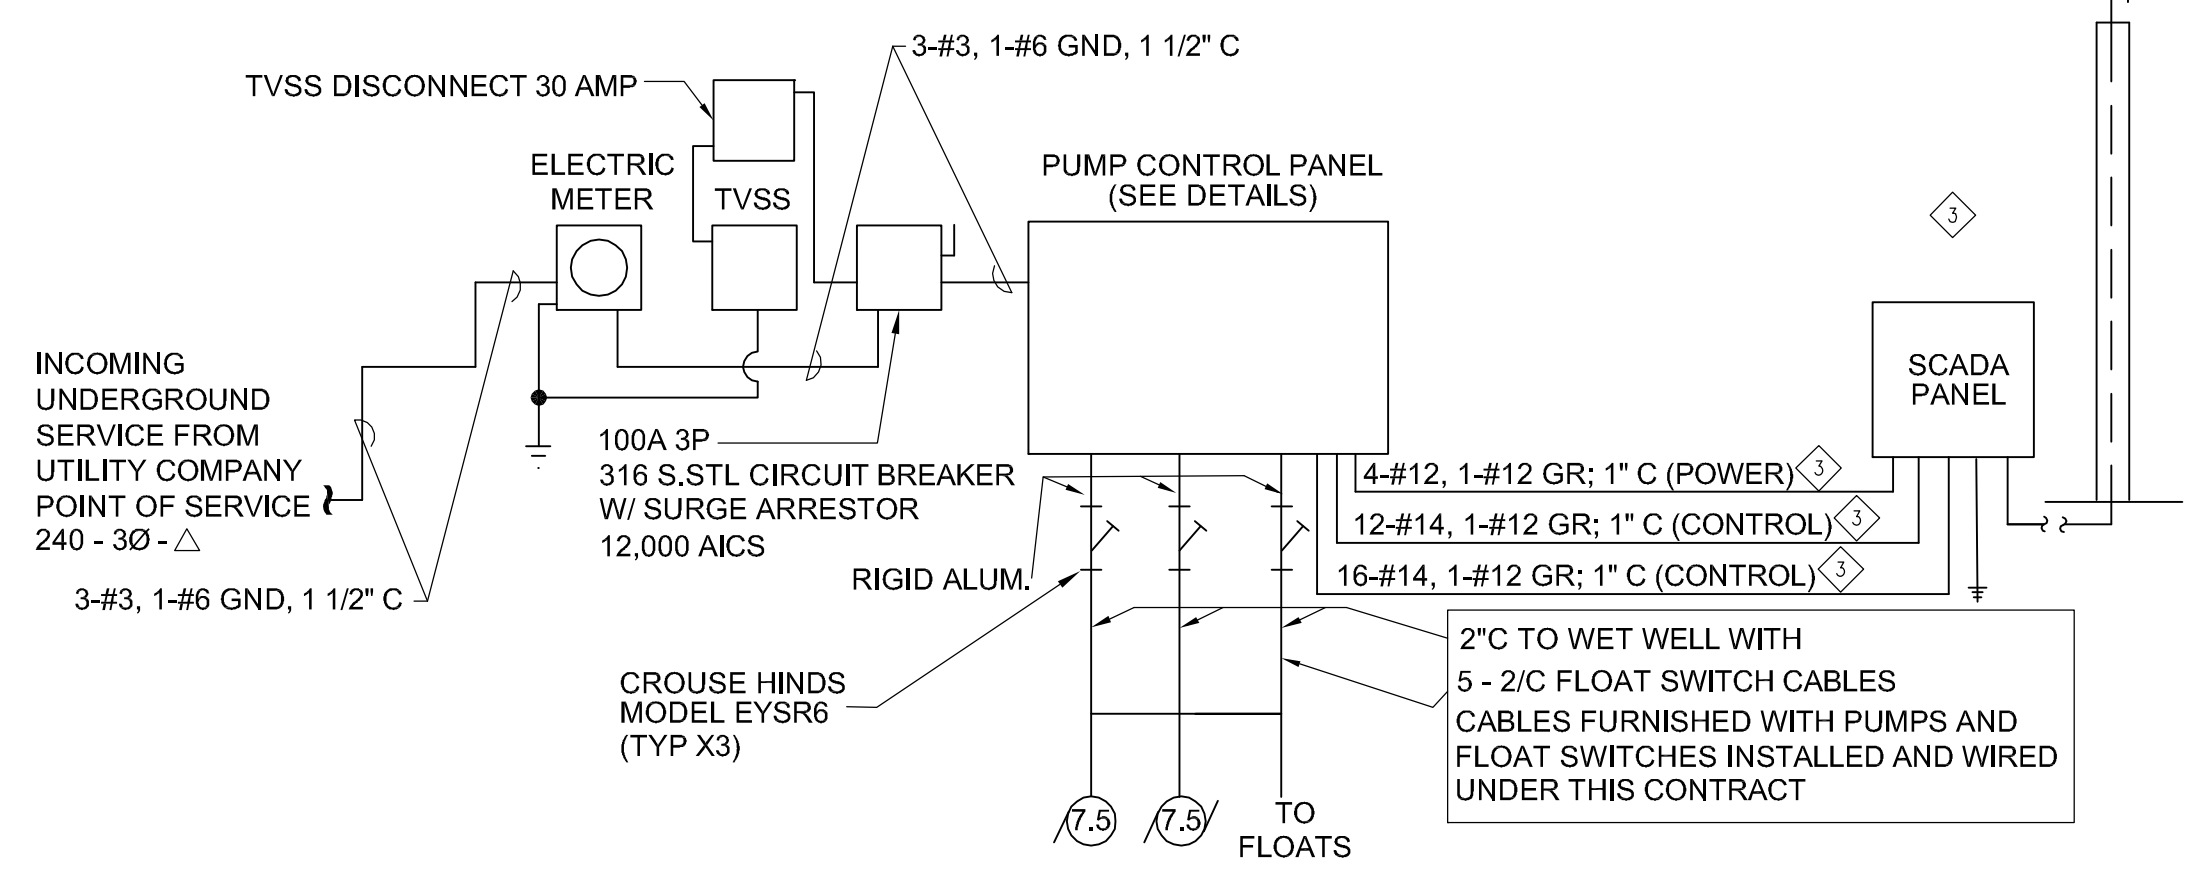 3-#3, 1-#6 GND, 1 1/2" C
TVSS DISCONNECT 30 AMP
ELECTRIC
METER
TVSS
PUMP CONTROL PANEL
(SEE DETAILS)
3
INCOMING
UNDERGROUND
SERVICE FROM
UTILITY COMPANY
POINT OF SERVICE
240 - 3Ø - △
3-#3, 1-#6 GND, 1 1/2" C
100A 3P
316 S.STL CIRCUIT BREAKER
W/ SURGE ARRESTOR
12,000 AICS
SCADA
PANEL
4-#12, 1-#12 GR; 1" C (POWER) 3
12-#14, 1-#12 GR; 1" C (CONTROL) 3
16-#14, 1-#12 GR; 1" C (CONTROL) 3
RIGID ALUM.
CROUSE HINDS
MODEL EYSR6
(TYP X3)
2"C TO WET WELL WITH
5 - 2/C FLOAT SWITCH CABLES
CABLES FURNISHED WITH PUMPS AND
FLOAT SWITCHES INSTALLED AND WIRED
UNDER THIS CONTRACT
7.5
7.5
TO
FLOATS